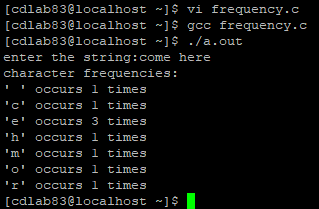 [cdlab83@localhost ~]$ vi frequency.c
[cdlab83@localhost ~]$ gcc frequency.c
[cdlab83@localhost ~]$ ./a.out
enter the string:come here
character frequencies:
' ' occurs 1 times
'c' occurs 1 times
'e' occurs 3 times
'h' occurs 1 times
'm' occurs 1 times
'o' occurs 1 times
'r' occurs 1 times
[cdlab83@localhost ~]$